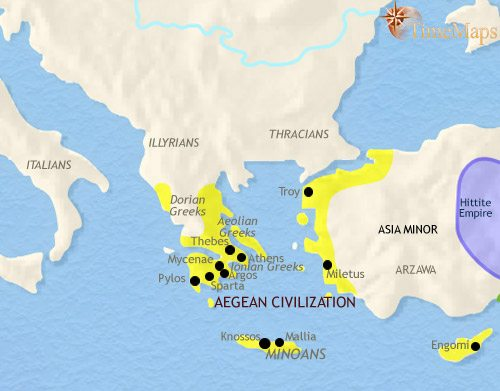 TimeMaps
ILLYRIANS
THRACIANS
ITALIANS
Troy
Dorian
Greeks
Hittite
Empire
Aeolian
Greeks
ASIA MINOR
Thebes
Athens
Mycenae
Ionian Greeks
Miletus
ARZAWA
Argos
Pylos
Sparta
AEGEAN CIVILIZATION
Knossos
Mallia
Engomi
MINOANS